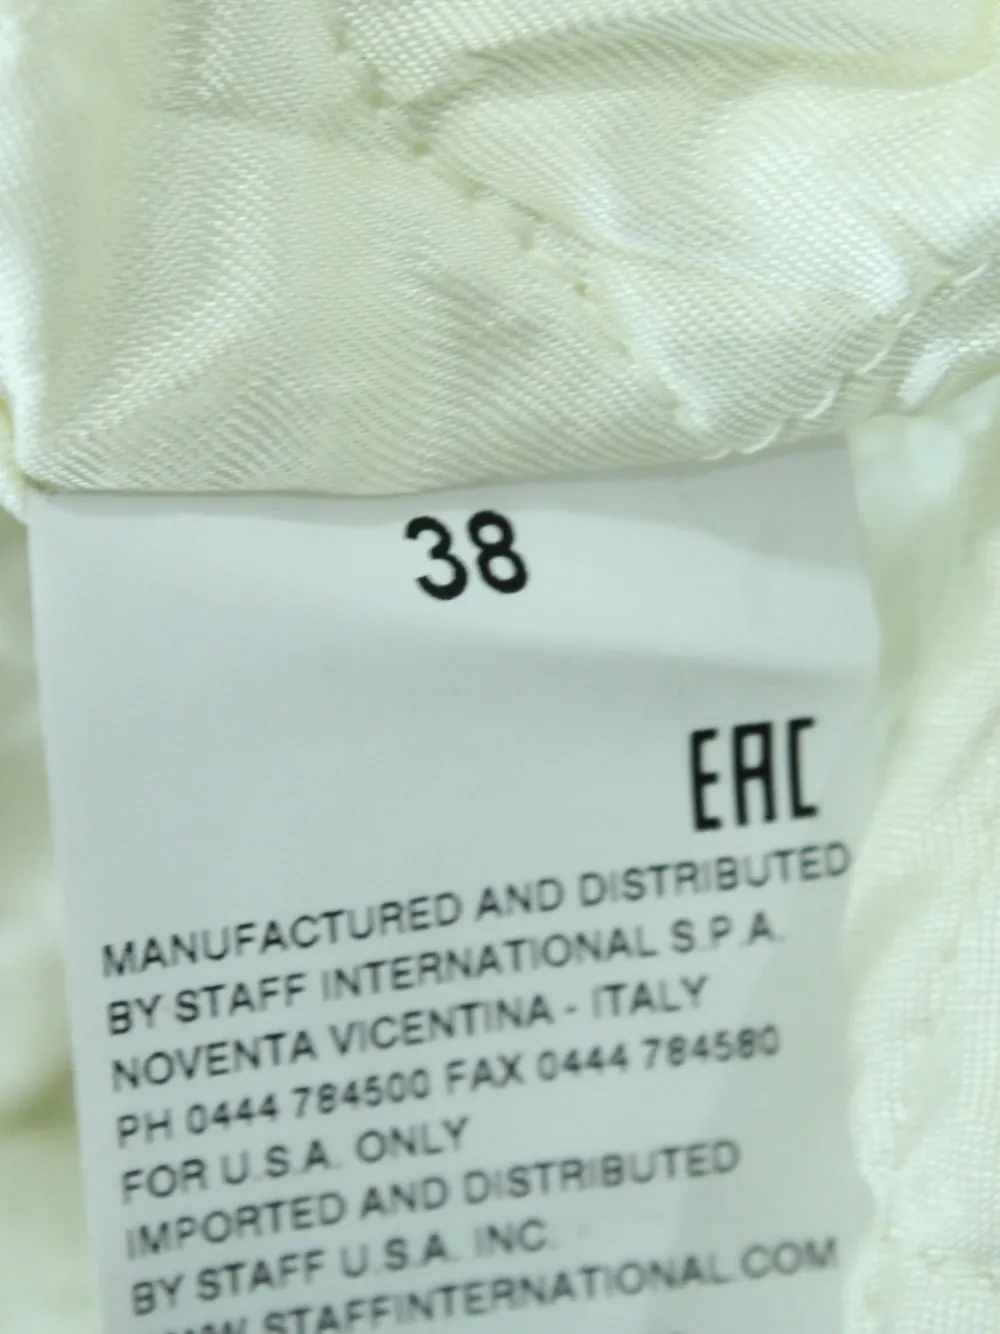 38
EAC
MANUFACTURED AND DISTRIBUTED
BY STAFF INTERNATIONAL S.P.A.
NOVENTA VICENTINA - ITALY
PH 0444 784500 FAX 0444 784580
FOR U.S.A. ONLY
IMPORTED AND DISTRIBUTED
BY STAFF U.S.A. INC.
WWW.STAFFINTERNATIONAL.COM